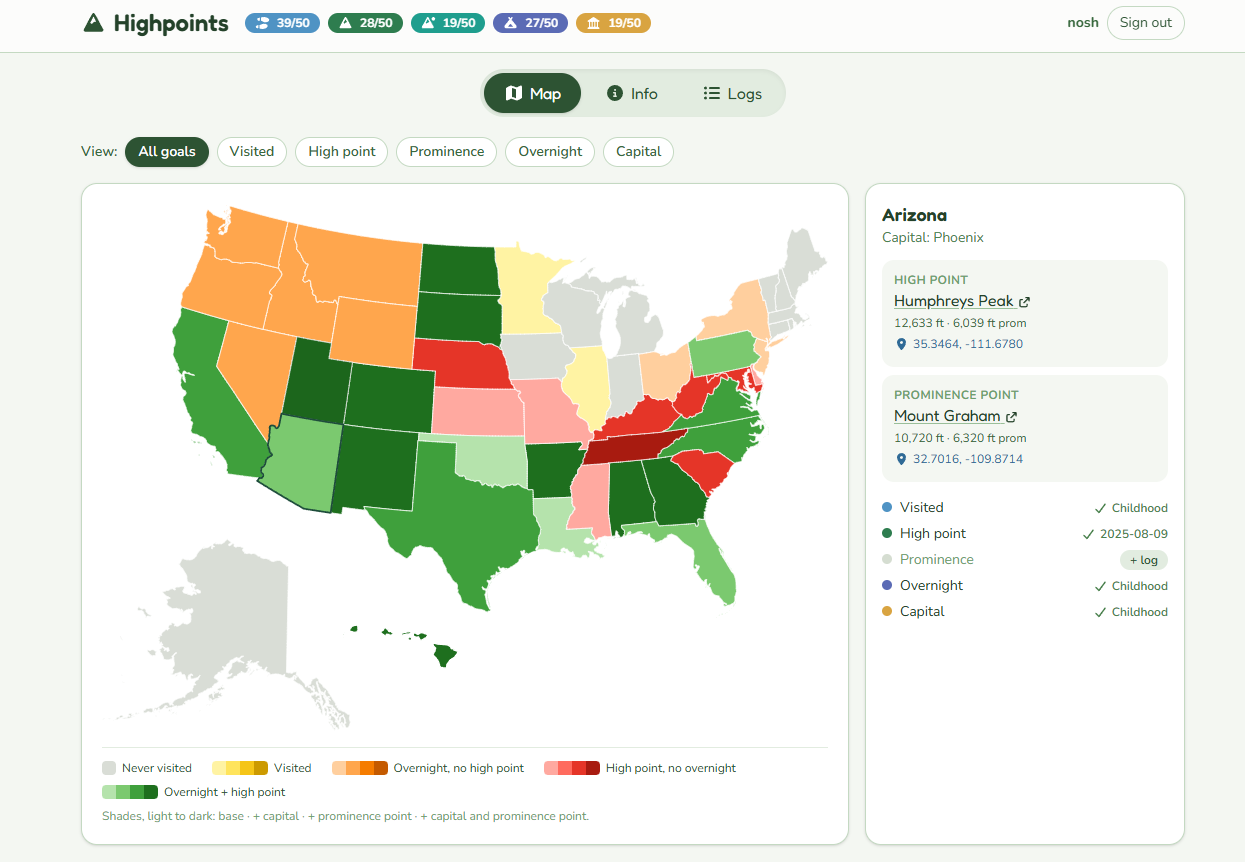 Highpoints 39/50 28/50 19/50 27/50 19/50 nosh Sign out
Map Info Logs
View: All goals Visited High point Prominence Overnight Capital
Arizona
Capital: Phoenix
HIGH POINT
Humphreys Peak
12,633 ft · 6,039 ft prom
35.3464, -111.6780
PROMINENCE POINT
Mount Graham
10,720 ft · 6,320 ft prom
32.7016, -109.8714
Visited Childhood
High point 2025-08-09
Prominence + log
Overnight Childhood
Capital Childhood
Never visited Visited Overnight, no high point High point, no overnight
Overnight + high point
Shades, light to dark: base · + capital · + prominence point · + capital and prominence point.